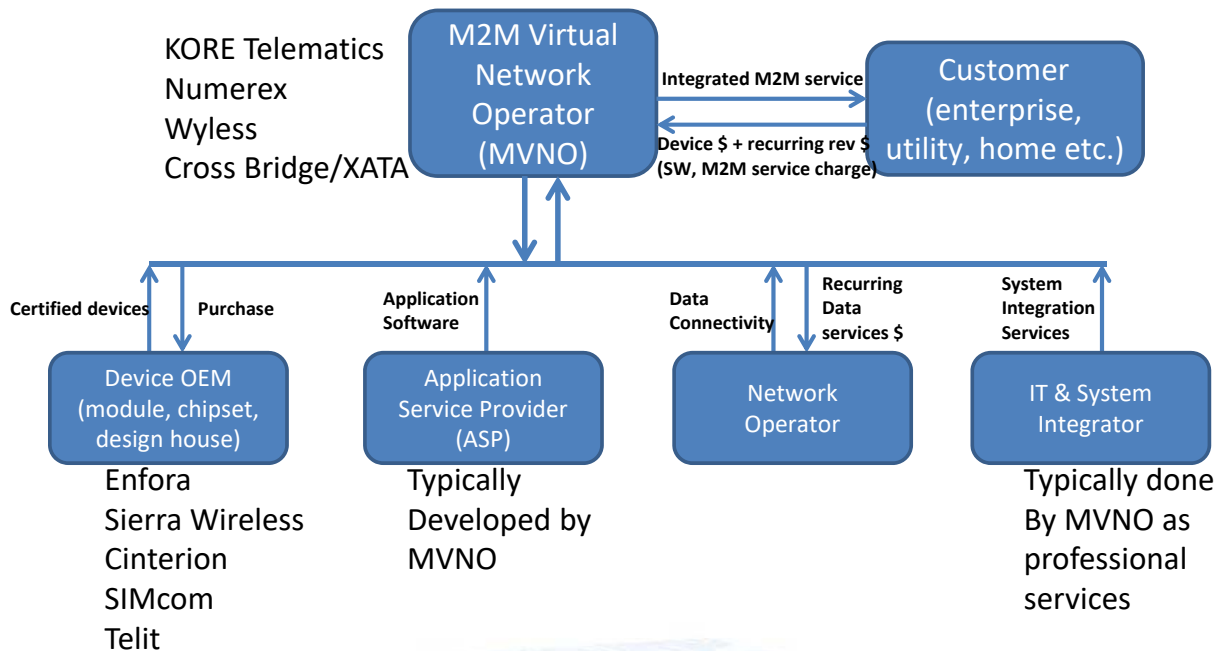 KORE Telematics
Numerex
Wyless
Cross Bridge/XATA
M2M Virtual
Network
Operator
(MVNO)
Integrated M2M service
Device $ + recurring rev $
(SW, M2M service charge)
Customer
(enterprise,
utility, home etc.)
Certified devices
Purchase
Application
Software
Data
Connectivity
Recurring
Data
services $
System
Integration
Services
Device OEM
(module, chipset,
design house)
Application
Service Provider
(ASP)
Network
Operator
IT & System
Integrator
Enfora
Sierra Wireless
Cinterion
SIMcom
Telit
Typically
Developed by
MVNO
Typically done
By MVNO as
professional
services